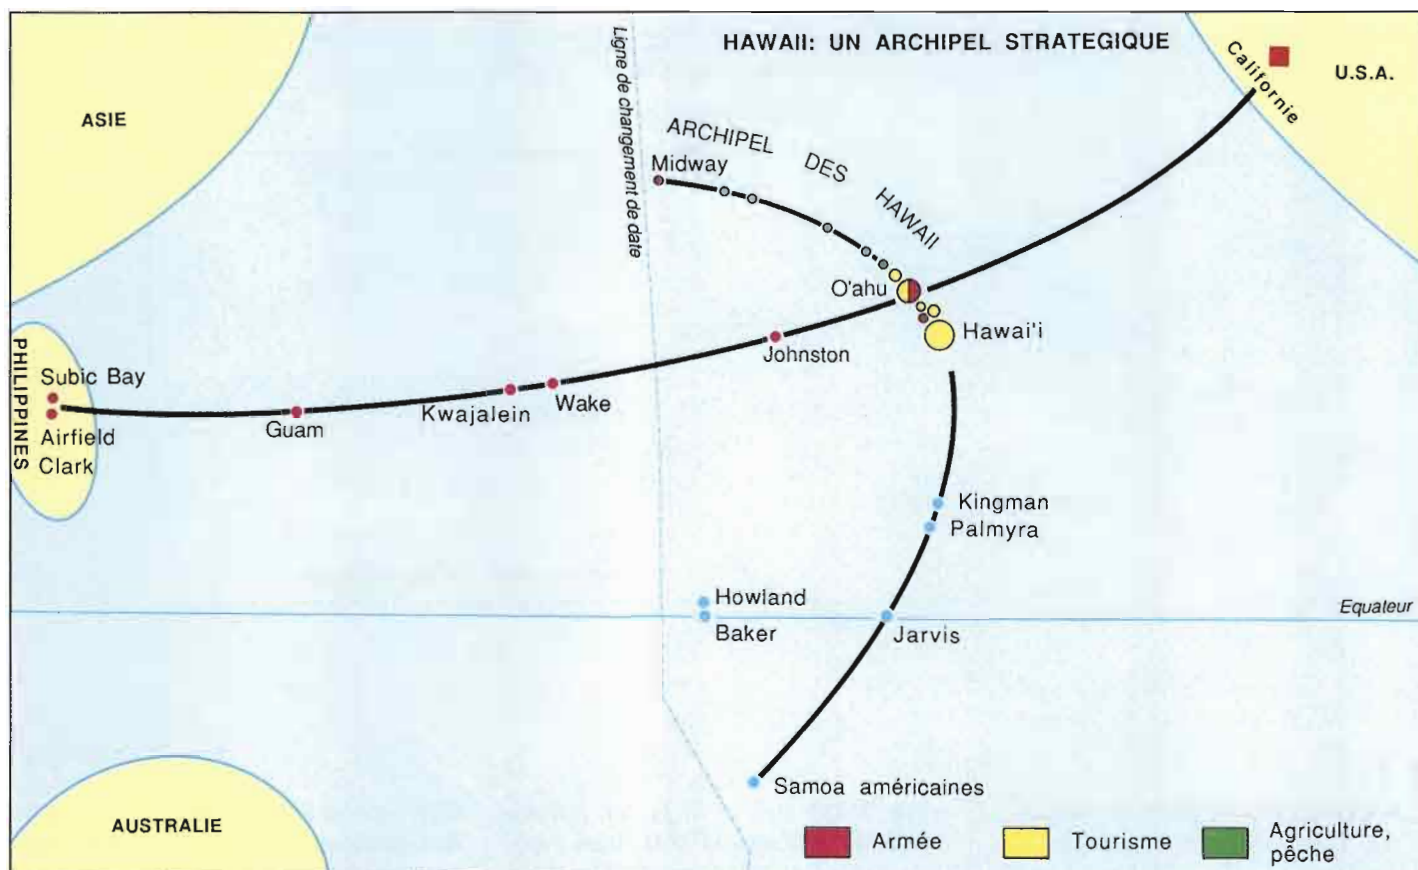 HAWAII: UN ARCHIPEL STRATEGIQUE
Ligne de changement de date
Californie
U.S.A.
ASIE
ARCHIPEL DES HAWAII
Midway
O'ahu
Hawai'i
Johnston
PHILIPPINES
Subic Bay
Airfield
Clark
Guam
Kwajalein
Wake
Kingman
Palmyra
Howland
Baker
Jarvis
Equateur
Samoa américaines
AUSTRALIE
Armée
Tourisme
Agriculture,
pêche